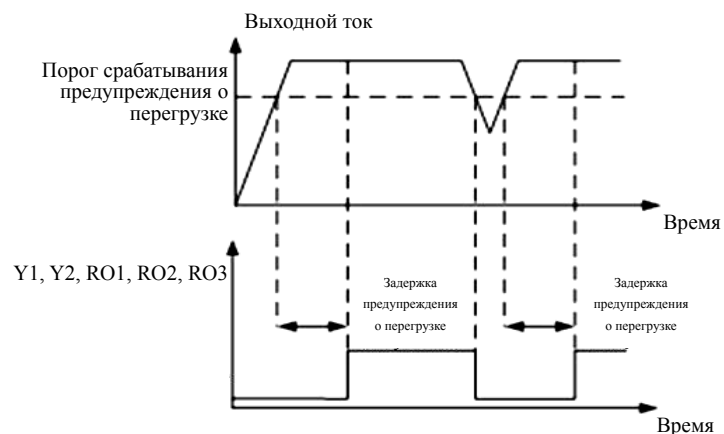 Выходной ток
Порог срабатывания
предупреждения о
перегрузке
Время
Y1, Y2, RO1, RO2, RO3
Задержка
предупреждения
о перегрузке
Задержка
предупреждения
о перегрузке
Время